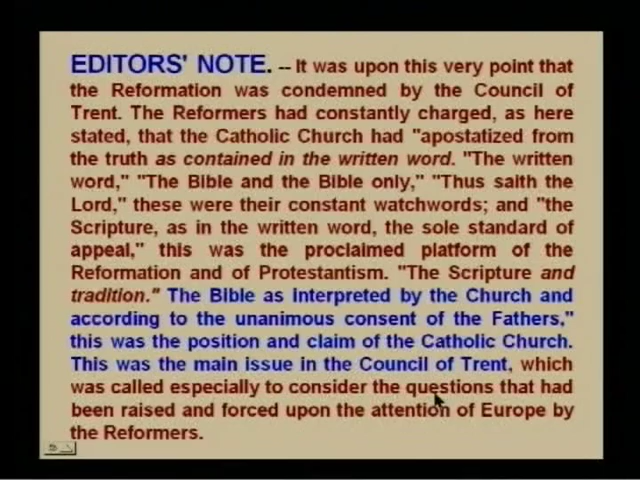 EDITORS' NOTE. -- It was upon this very point that
the Reformation was condemned by the Council of
Trent. The Reformers had constantly charged, as here
stated, that the Catholic Church had "apostatized from
the truth as contained in the written word. "The written
word," "The Bible and the Bible only," "Thus saith the
Lord," these were their constant watchwords; and "the
Scripture, as in the written word, the sole standard of
appeal," this was the proclaimed platform of the
Reformation and of Protestantism. "The Scripture and
tradition." The Bible as interpreted by the Church and
according to the unanimous consent of the Fathers,"
this was the position and claim of the Catholic Church.
This was the main issue in the Council of Trent, which
was called especially to consider the questions that had
been raised and forced upon the attention of Europe by
the Reformers.